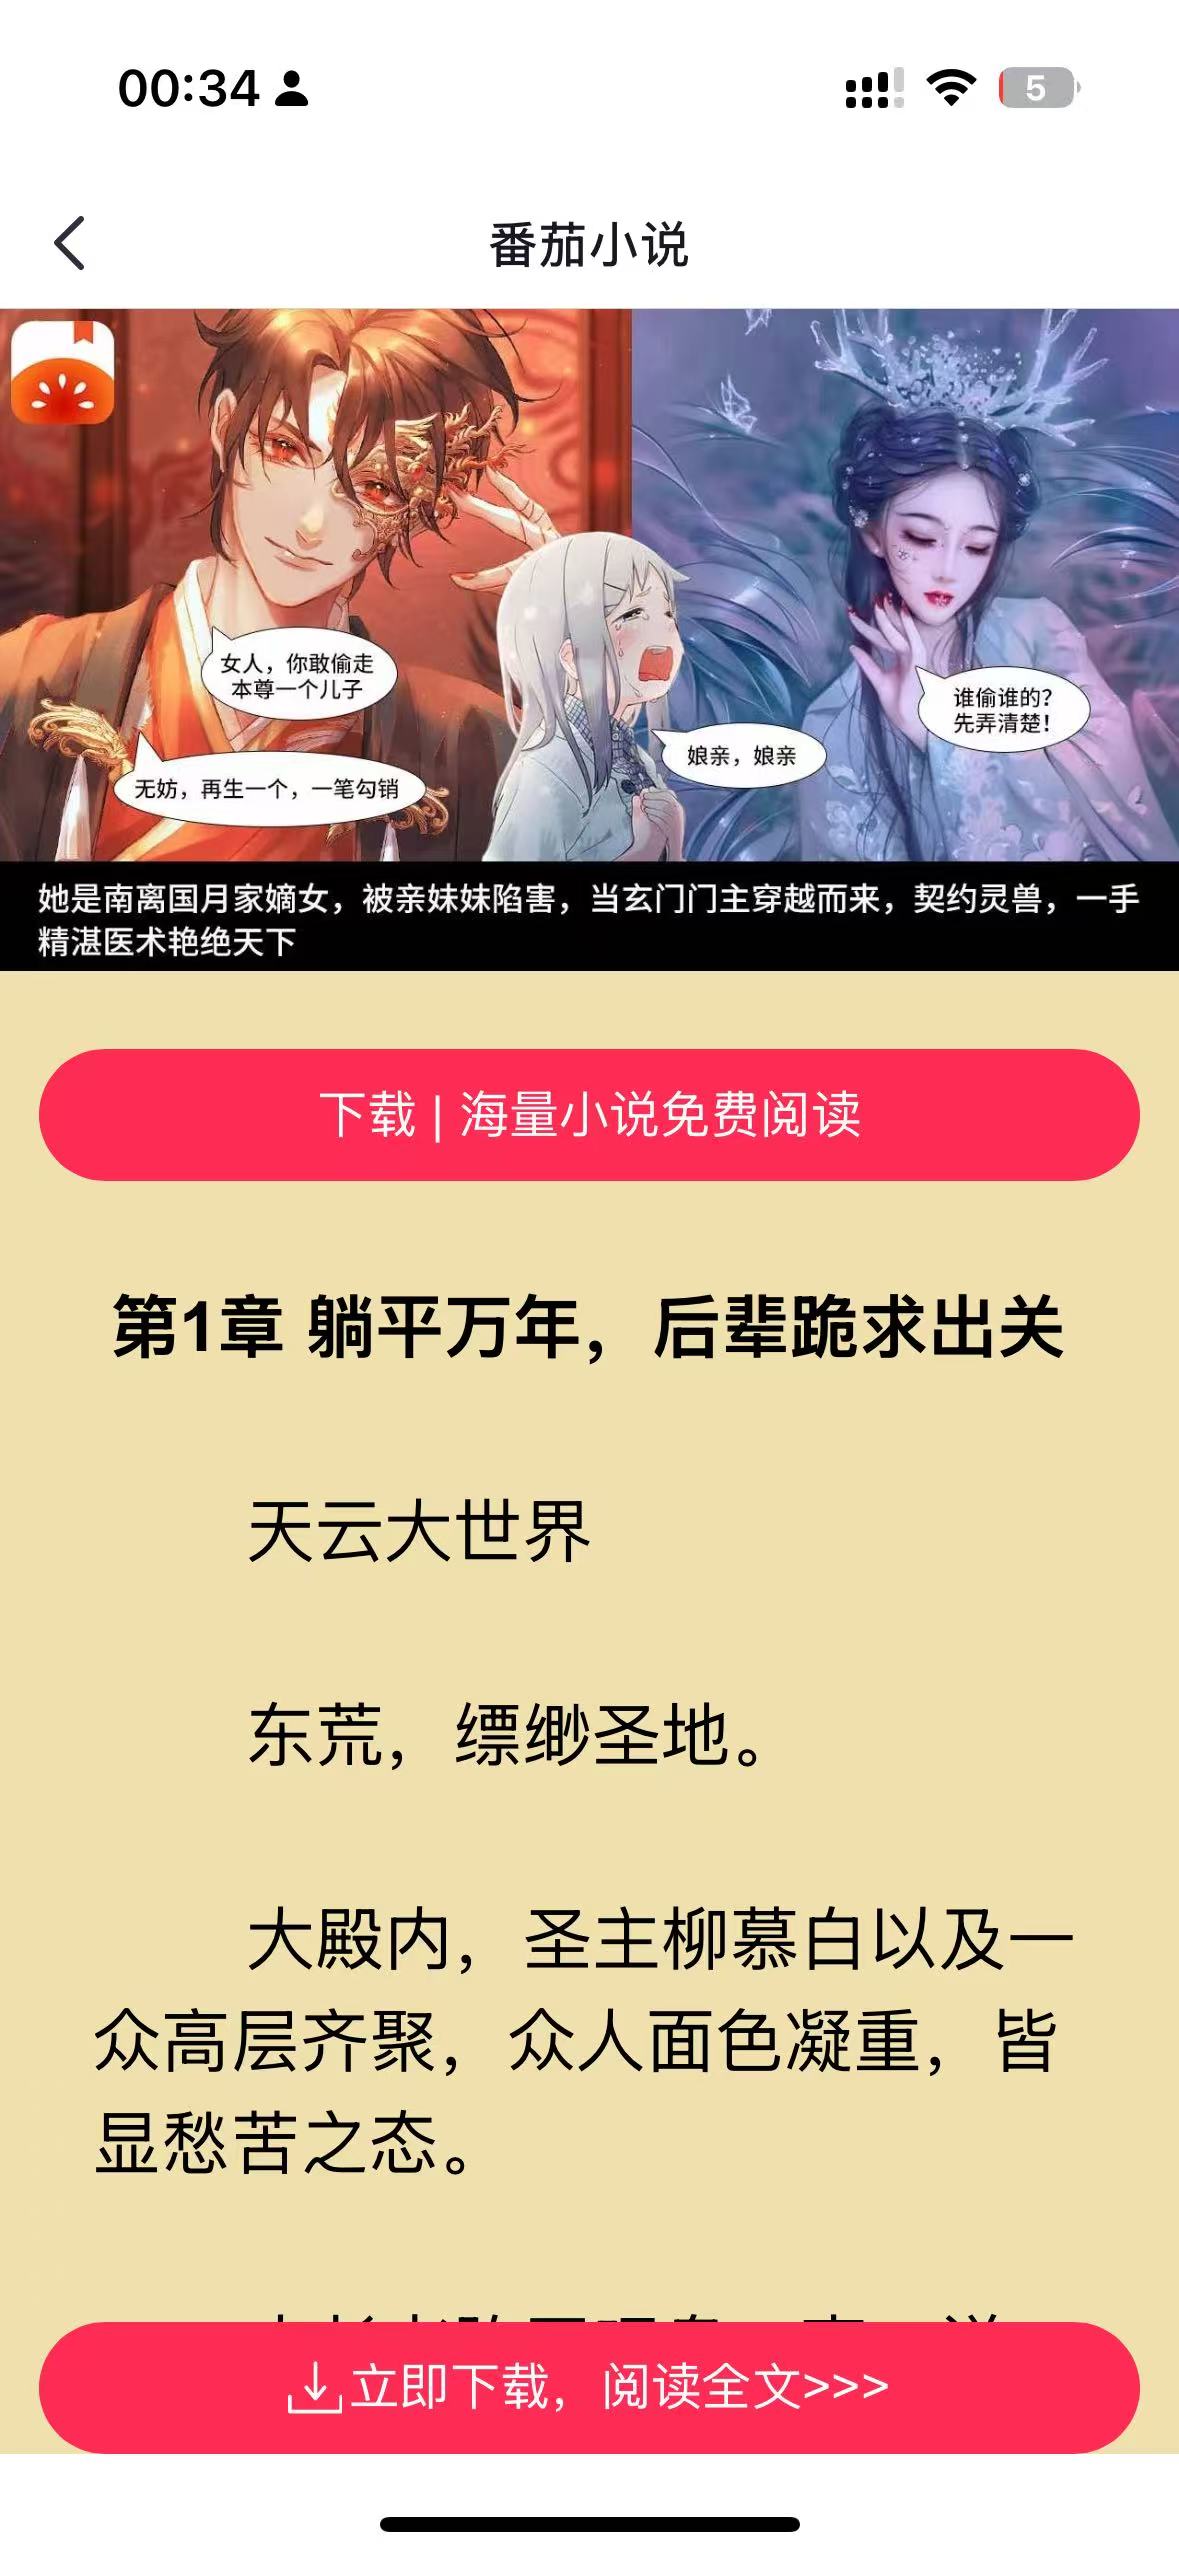 00:34
5
番茄小说
女人，你敢偷走
本尊一个儿子
无妨，再生一个，一笔勾销
娘亲，娘亲
谁偷谁的？
先弄清楚！
她是南离国月家嫡女，被亲妹妹陷害，当玄门门主穿越而来，契约灵兽，一手
精湛医术艳绝天下
下载 | 海量小说免费阅读
第1章 躺平万年，后辈跪求出关
天云大世界
东荒，缥缈圣地。
大殿内，圣主柳慕白以及一
众高层齐聚，众人面色凝重，皆
显愁苦之态。
立即下载，阅读全文>>>